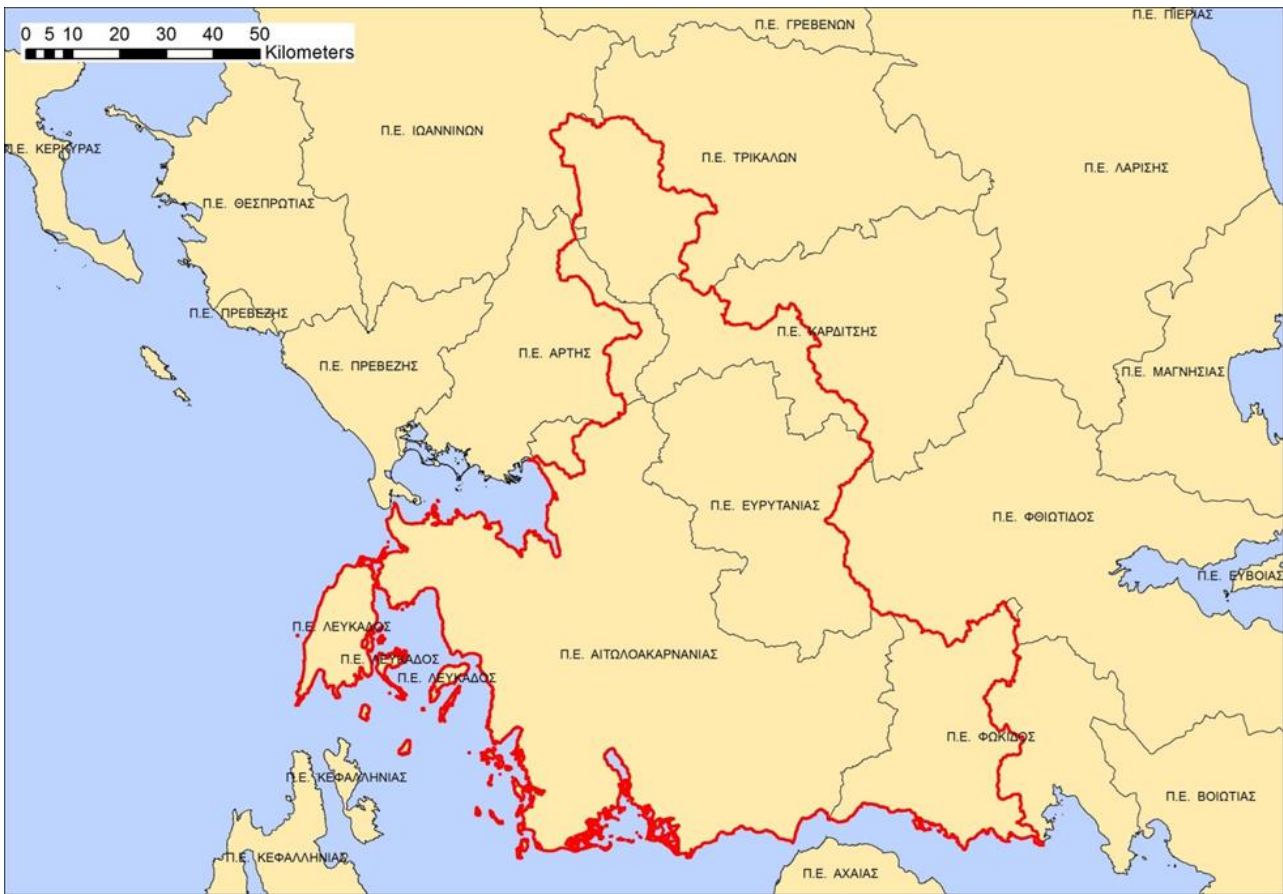 Π.Ε. ΠΙΕΡΙΑΣ
Π.Ε. ΓΡΕΒΕΝΩΝ
0 5 10 20 30 40 50
Kilometers
Π.Ε. ΙΩΑΝΝΙΝΩΝ
Π.Ε. ΚΕΡΚΥΡΑΣ
Π.Ε. ΤΡΙΚΑΛΩΝ
Π.Ε. ΛΑΡΙΣΗΣ
Π.Ε. ΘΕΣΠΡΩΤΙΑΣ
Π.Ε. ΠΡΕΒΕΖΗΣ
Π.Ε. ΚΑΡΔΙΤΣΗΣ
Π.Ε. ΑΡΤΗΣ
Π.Ε. ΠΡΕΒΕΖΗΣ
Π.Ε. ΜΑΓΝΗΣΙΑΣ
Π.Ε. ΕΥΡΥΤΑΝΙΑΣ
Π.Ε. ΦΘΙΩΤΙΔΟΣ
Π.Ε. ΕΥΒΟΙΑΣ
Π.Ε. ΛΕΥΚΑΔΟΣ
Π.Ε. ΑΙΤΩΛΟΑΚΑΡΝΑΝΙΑΣ
Π.Ε. ΛΕΥΚΑΔΟΣ
Π.Ε. ΛΕΥΚΑΔΟΣ
Π.Ε. ΦΩΚΙΔΟΣ
Π.Ε. ΚΕΦΑΛΛΗΝΙΑΣ
Π.Ε. ΒΟΙΩΤΙΑΣ
Π.Ε. ΚΕΦΑΛΛΗΝΙΑΣ
Π.Ε. ΑΧΑΙΑΣ